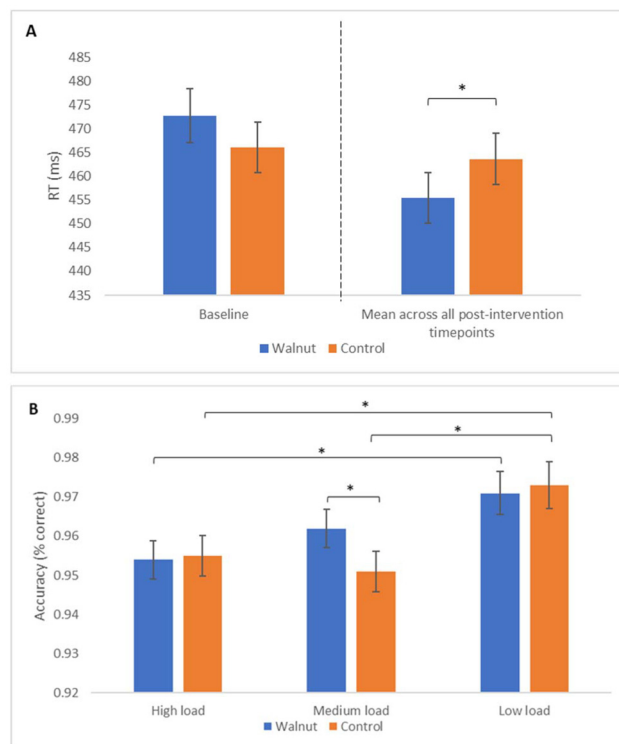 A
485
480
475
470
465
460
455
450
445
440
435
RT (ms)
*
Baseline
Mean across all post-intervention
timepoints
Walnut Control
B
0.99
0.98
0.97
0.96
0.95
0.94
0.93
0.92
Accuracy (% correct)
*
*
*
*
High load Medium load Low load
Walnut Control